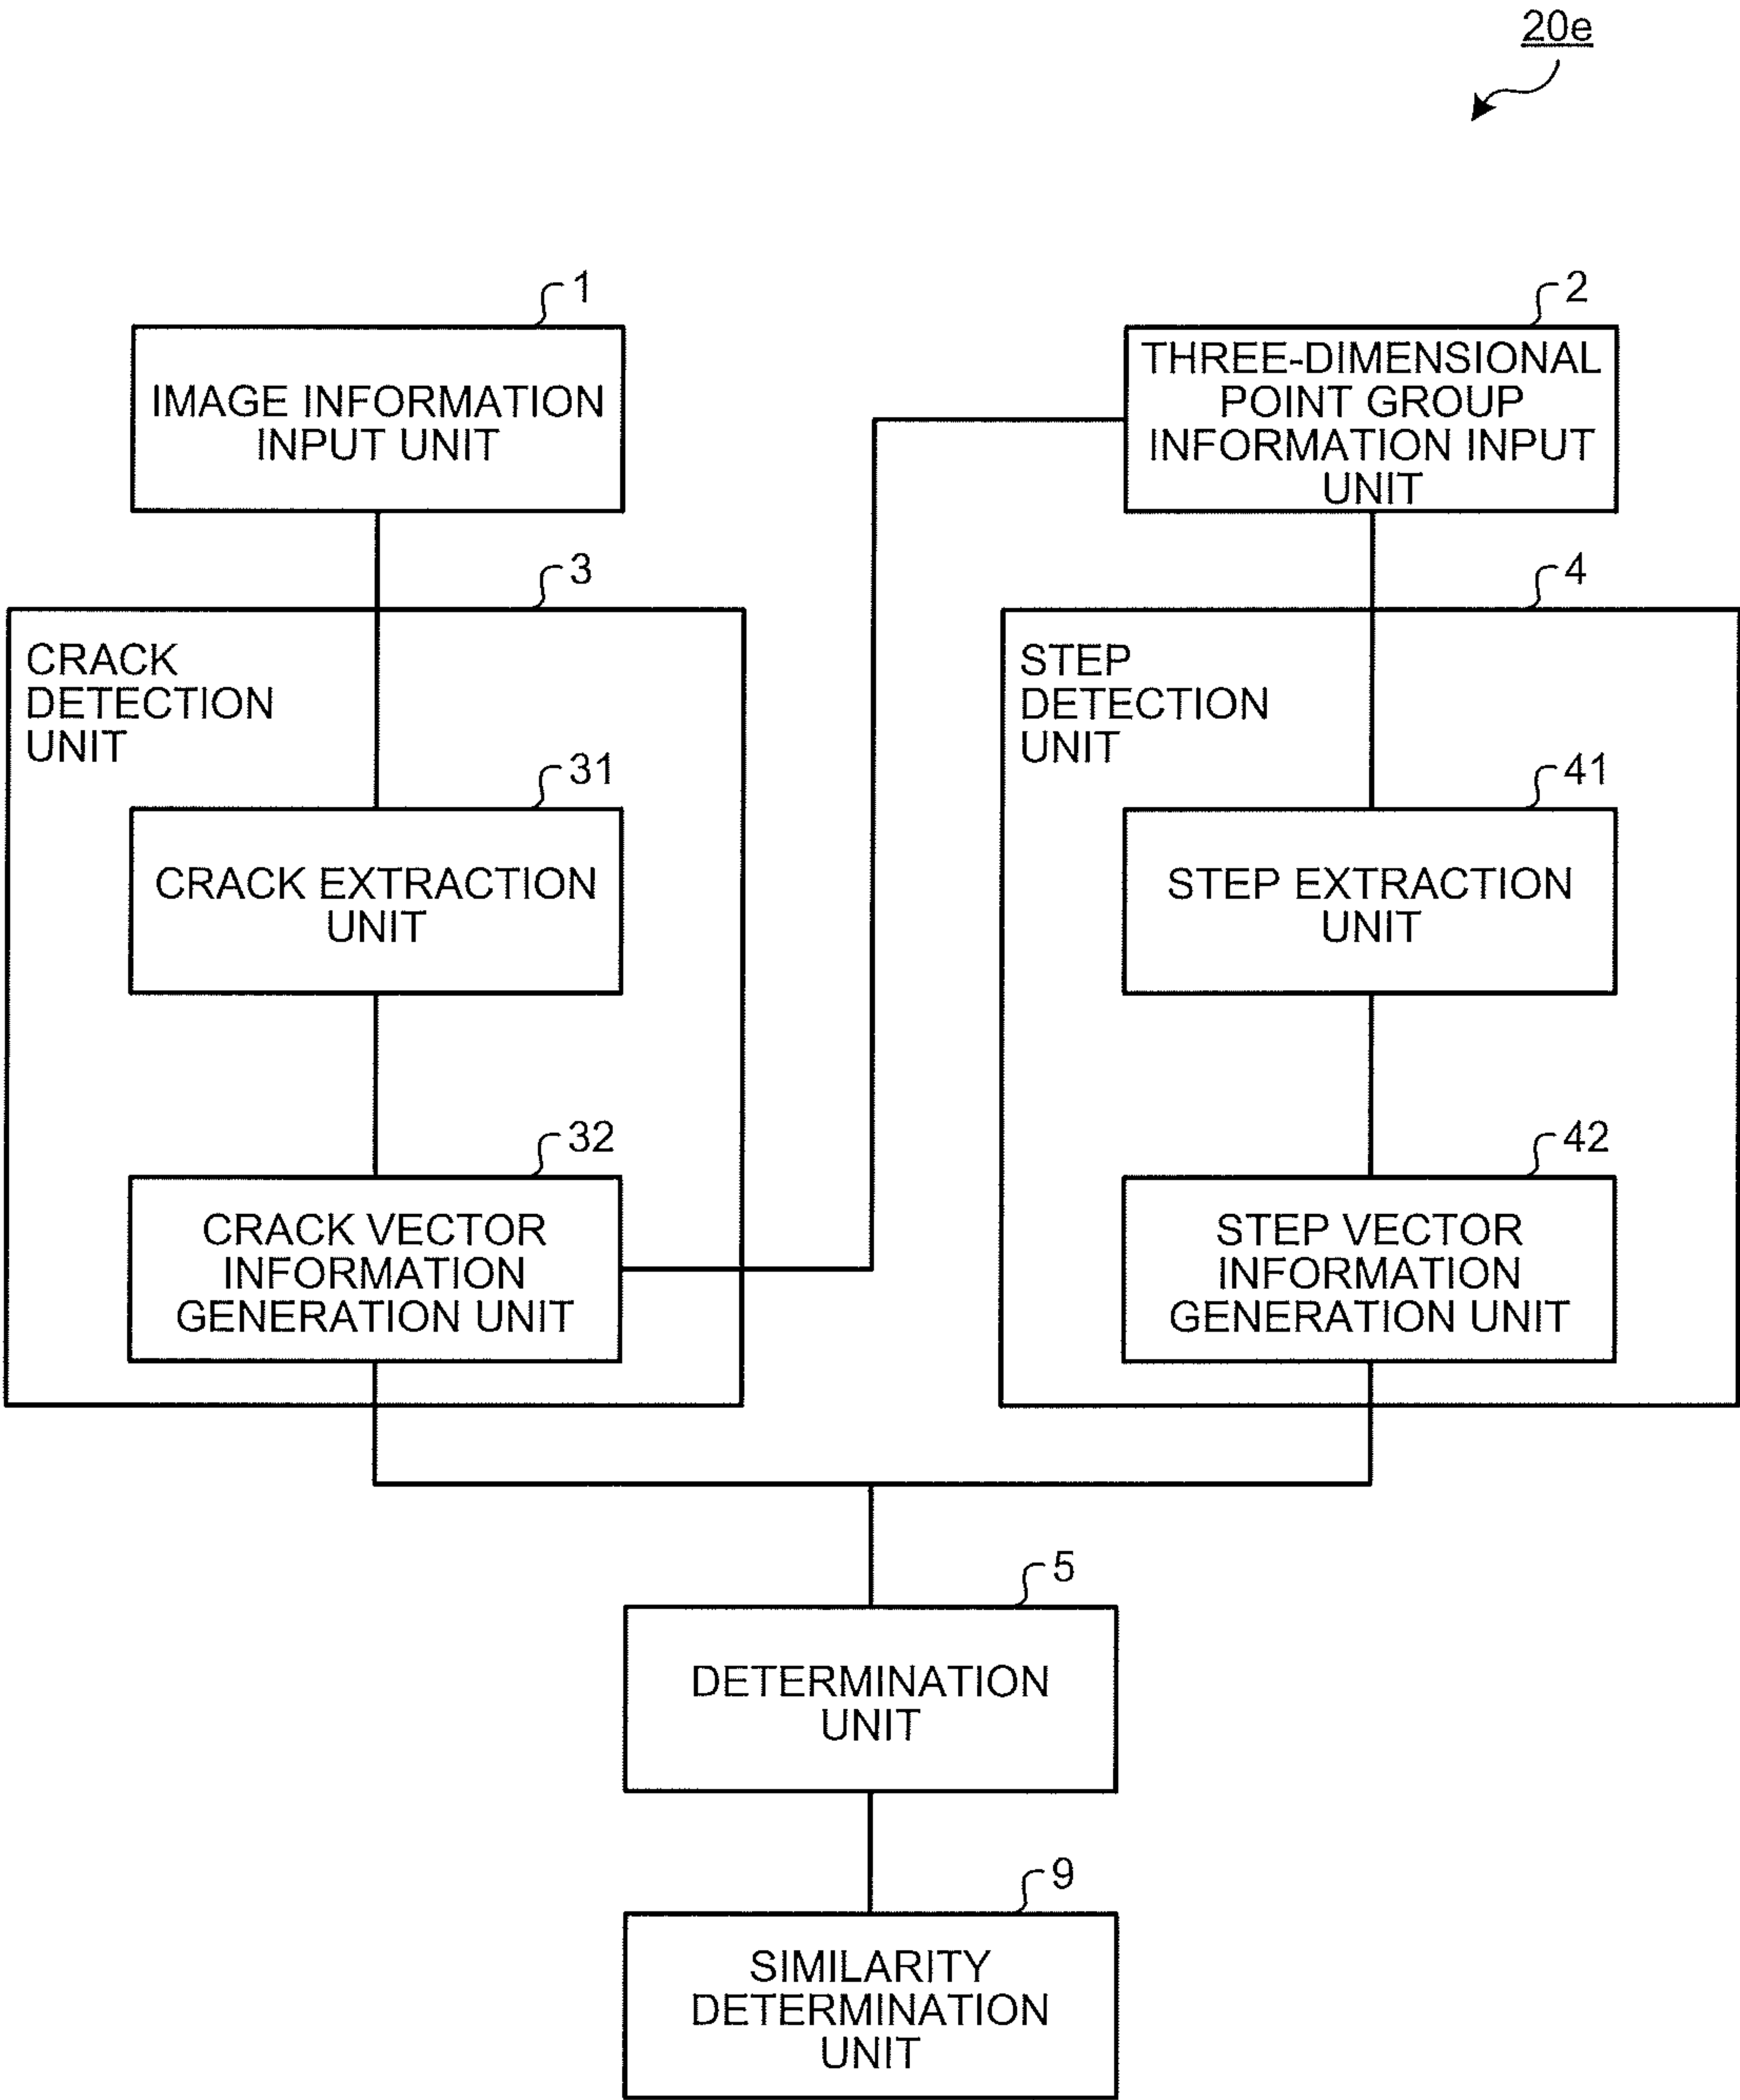 20e
1
IMAGE INFORMATION
INPUT UNIT
2
THREE-DIMENSIONAL
POINT GROUP
INFORMATION INPUT
UNIT
3
CRACK
DETECTION
UNIT
31
CRACK EXTRACTION
UNIT
32
CRACK VECTOR
INFORMATION
GENERATION UNIT
4
STEP
DETECTION
UNIT
41
STEP EXTRACTION
UNIT
42
STEP VECTOR
INFORMATION
GENERATION UNIT
5
DETERMINATION
UNIT
9
SIMILARITY
DETERMINATION
UNIT